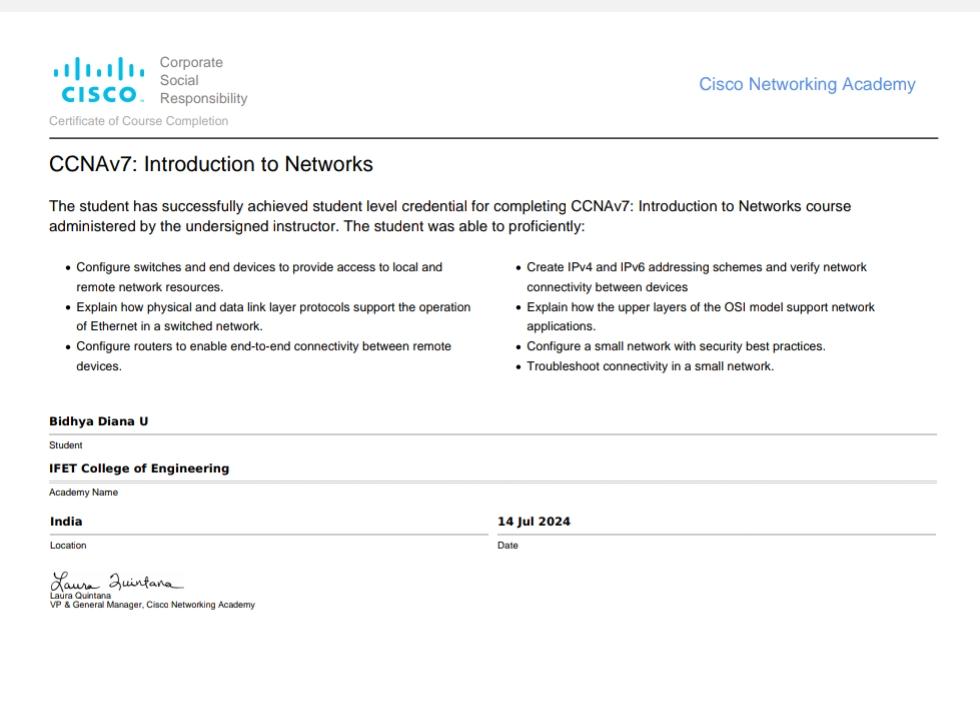 Corporate
Social
Responsibility
CISCO
Cisco Networking Academy
Certificate of Course Completion
CCNAv7: Introduction to Networks
The student has successfully achieved student level credential for completing CCNAv7: Introduction to Networks course
administered by the undersigned instructor. The student was able to proficiently:
• Configure switches and end devices to provide access to local and
remote network resources.
• Explain how physical and data link layer protocols support the operation
of Ethernet in a switched network.
• Configure routers to enable end-to-end connectivity between remote
devices.
• Create IPv4 and IPv6 addressing schemes and verify network
connectivity between devices
• Explain how the upper layers of the OSI model support network
applications.
• Configure a small network with security best practices.
• Troubleshoot connectivity in a small network.
Bidhya Diana U
Student
IFET College of Engineering
Academy Name
India
Location
14 Jul 2024
Date
Laura Quintana
Laura Quintana
VP & General Manager, Cisco Networking Academy